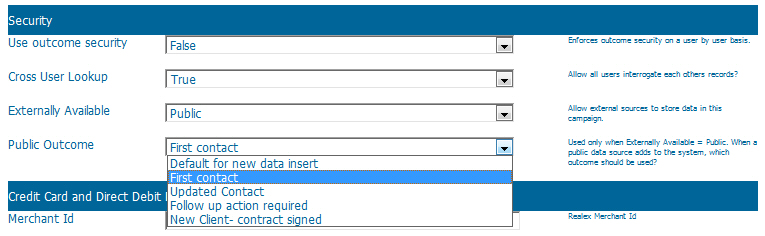 Security
Use outcome security False Enforces outcome security on a user by user basis.
Cross User Lookup True Allow all users interrogate each others records?
Externally Available Public Allow external sources to store data in this
campaign.
Public Outcome First contact Used only when Externally Available = Public. When a
public data source adds to the system, which
outcome should be used?
Default for new data insert
First contact
Updated Contact
Follow up action required
New Client- contract signed
Credit Card and Direct Debit
Merchant Id Realex Merchant Id